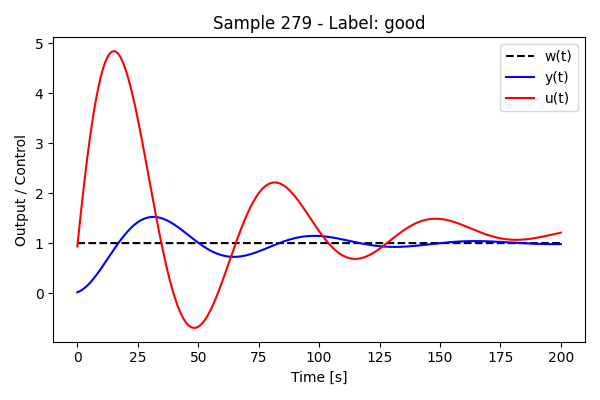 Sample 279 - Label: good
w(t)
y(t)
u(t)
Output / Control
5
4
3
2
1
0
0 25 50 75 100 125 150 175 200
Time [s]